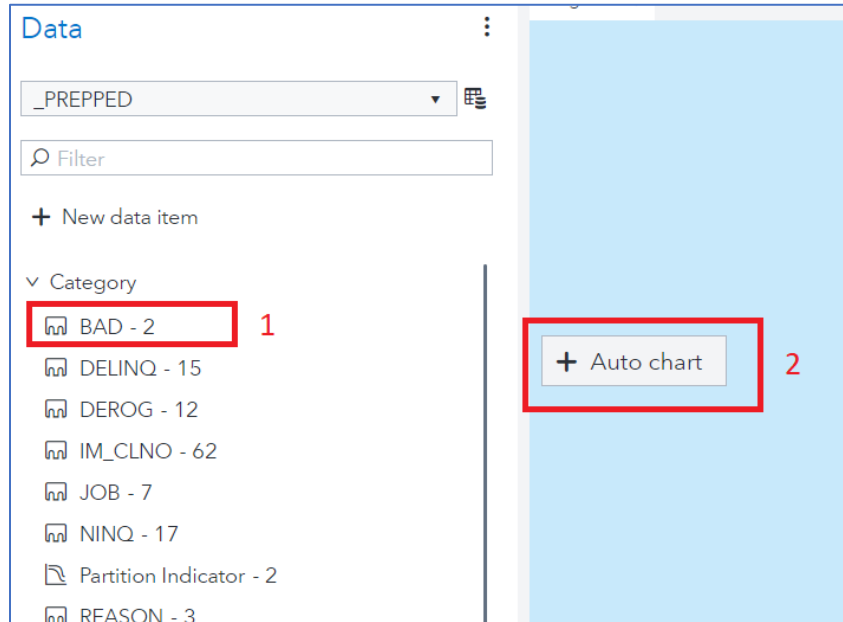 Data
_PREPPED
Filter
+ New data item
Category
BAD - 2
1
DELINQ - 15
DEROG - 12
IM_CLNO - 62
JOB - 7
NINQ - 17
Partition Indicator - 2
REASON - 3
+ Auto chart
2